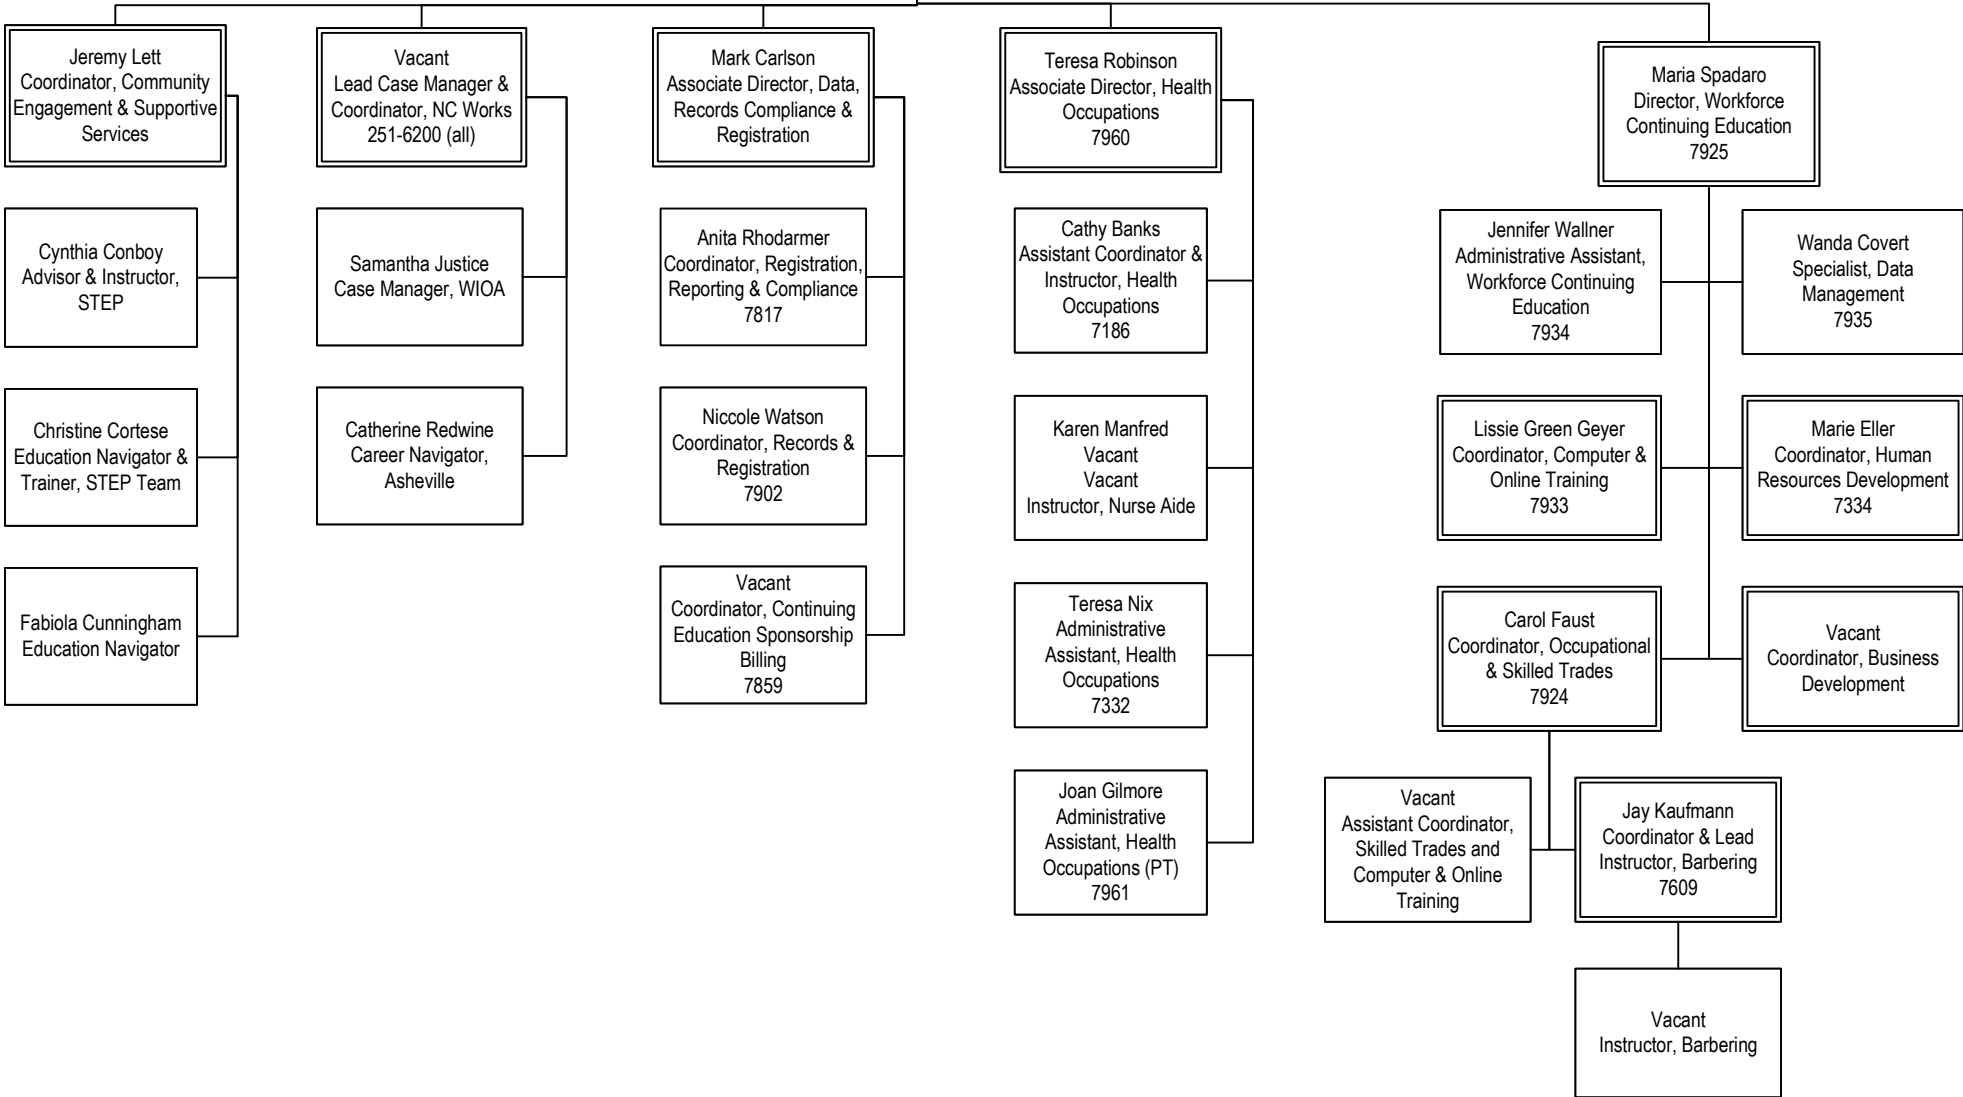 Jeremy Lett
Coordinator, Community
Engagement & Supportive
Services
Vacant
Lead Case Manager &
Coordinator, NC Works
251-6200 (all)
Mark Carlson
Associate Director, Data,
Records Compliance &
Registration
Teresa Robinson
Associate Director, Health
Occupations
7960
Maria Spadaro
Director, Workforce
Continuing Education
7925
Cynthia Conboy
Advisor & Instructor,
STEP
Samantha Justice
Case Manager, WIOA
Anita Rhodarmer
Coordinator, Registration,
Reporting & Compliance
7817
Cathy Banks
Assistant Coordinator &
Instructor, Health
Occupations
7186
Jennifer Wallner
Administrative Assistant,
Workforce Continuing
Education
7934
Wanda Covert
Specialist, Data
Management
7935
Christine Cortese
Education Navigator &
Trainer, STEP Team
Catherine Redwine
Career Navigator,
Asheville
Niccole Watson
Coordinator, Records &
Registration
7902
Karen Manfred
Vacant
Vacant
Instructor, Nurse Aide
Lissie Green Geyer
Coordinator, Computer &
Online Training
7933
Marie Eller
Coordinator, Human
Resources Development
7334
Fabiola Cunningham
Education Navigator
Vacant
Coordinator, Continuing
Education Sponsorship
Billing
7859
Teresa Nix
Administrative
Assistant, Health
Occupations
7332
Carol Faust
Coordinator, Occupational
& Skilled Trades
7924
Vacant
Coordinator, Business
Development
Joan Gilmore
Administrative
Assistant, Health
Occupations (PT)
7961
Vacant
Assistant Coordinator,
Skilled Trades and
Computer & Online
Training
Jay Kaufmann
Coordinator & Lead
Instructor, Barbering
7609
Vacant
Instructor, Barbering